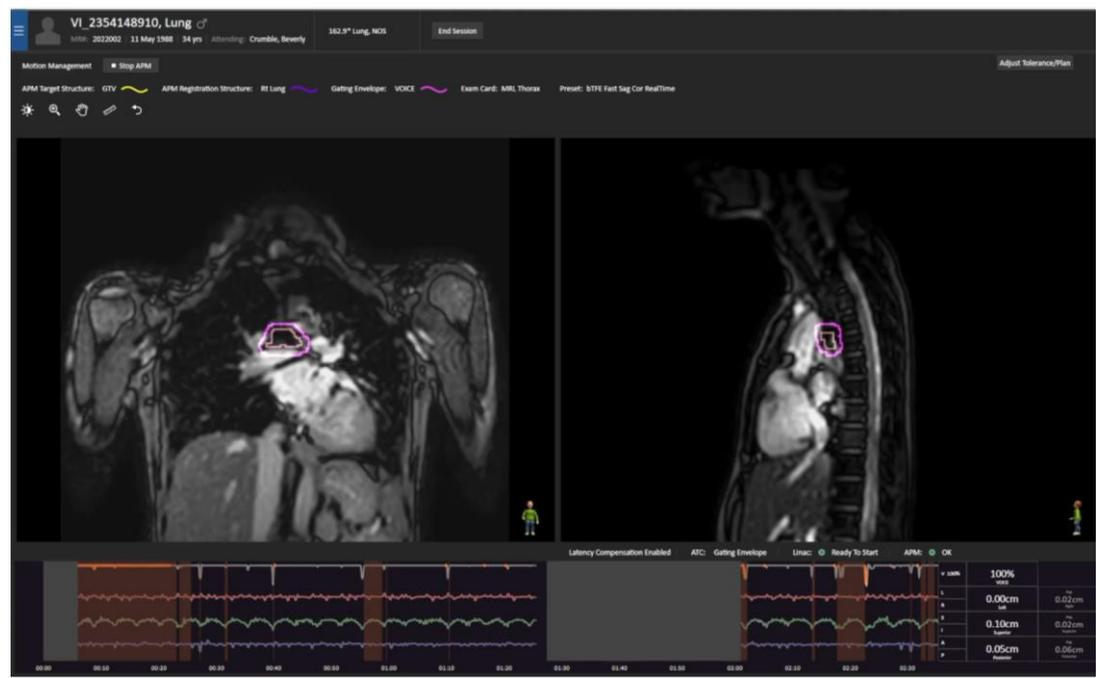 VI_2354148910, Lung ♂
MR#: 2022002 11 May 1988 34 yrs Attending: Crumble, Beverly
162.9° Lung, NOS
End Session
Motion Management
Stop APM
Adjust Tolerance/Plan
APM Target Structure: GTV APM Registration Structure: Rt Lung Gating Envelope: VOICE Exam Card: MRL Thorax Preset: bTFE Fast Sag Cor RealTime
Latency Compensation Enabled ATC: Gating Envelope Linac: Ready To Start APM: OK
V 100% 100%
VOICE
L
R
0.00cm
Left
0.02cm
S
I
0.10cm
Superior
0.02cm
A
P
0.05cm
Posterior
0.06cm
00:00 00:10 00:20 00:30 00:40 00:50 01:00 01:10 01:20 01:30 01:40 01:50 02:00 02:10 02:20 02:30